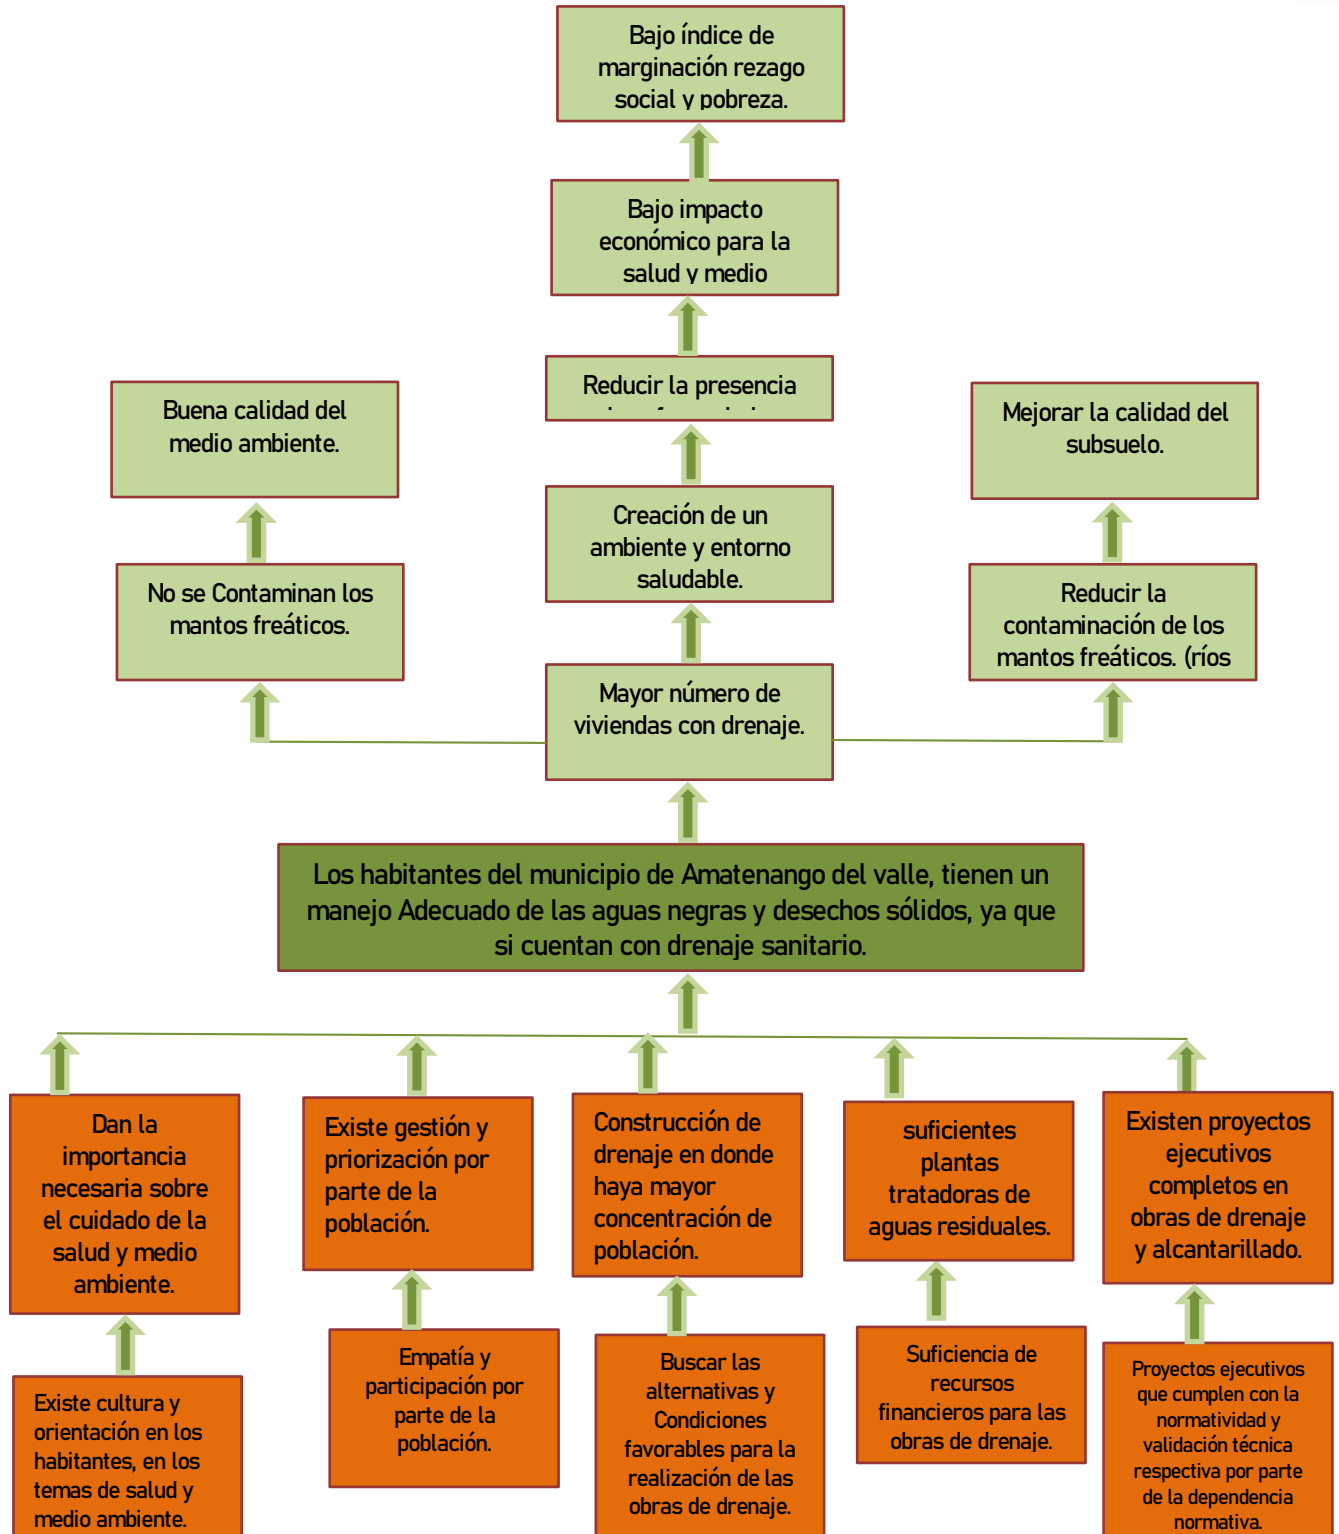 Bajo índice de
marginación rezago
social y pobreza.
Bajo impacto
económico para la
salud y medio
Reducir la presencia
Buena calidad del
medio ambiente.
Mejorar la calidad del
subsuelo.
Creación de un
ambiente y entorno
saludable.
No se Contaminan los
mantos freáticos.
Reducir la
contaminación de los
mantos freáticos. (ríos
Mayor número de
viviendas con drenaje.
Los habitantes del municipio de Amatenango del valle, tienen un
manejo Adecuado de las aguas negras y desechos sólidos, ya que
si cuentan con drenaje sanitario.
Dan la
importancia
necesaria sobre
el cuidado de la
salud y medio
ambiente.
Existe gestión y
priorización por
parte de la
población.
Construcción de
drenaje en donde
haya mayor
concentración de
población.
suficientes
plantas
tratadoras de
aguas residuales.
Existen proyectos
ejecutivos
completos en
obras de drenaje
y alcantarillado.
Existe cultura y
orientación en los
habitantes, en los
temas de salud y
medio ambiente.
Empatía y
participación por
parte de la
población.
Buscar las
alternativas y
Condiciones
favorables para la
realización de las
obras de drenaje.
Suficiencia de
recursos
financieros para las
obras de drenaje.
Proyectos ejecutivos
que cumplen con la
normatividad y
validación técnica
respectiva por parte
de la dependencia
normativa.